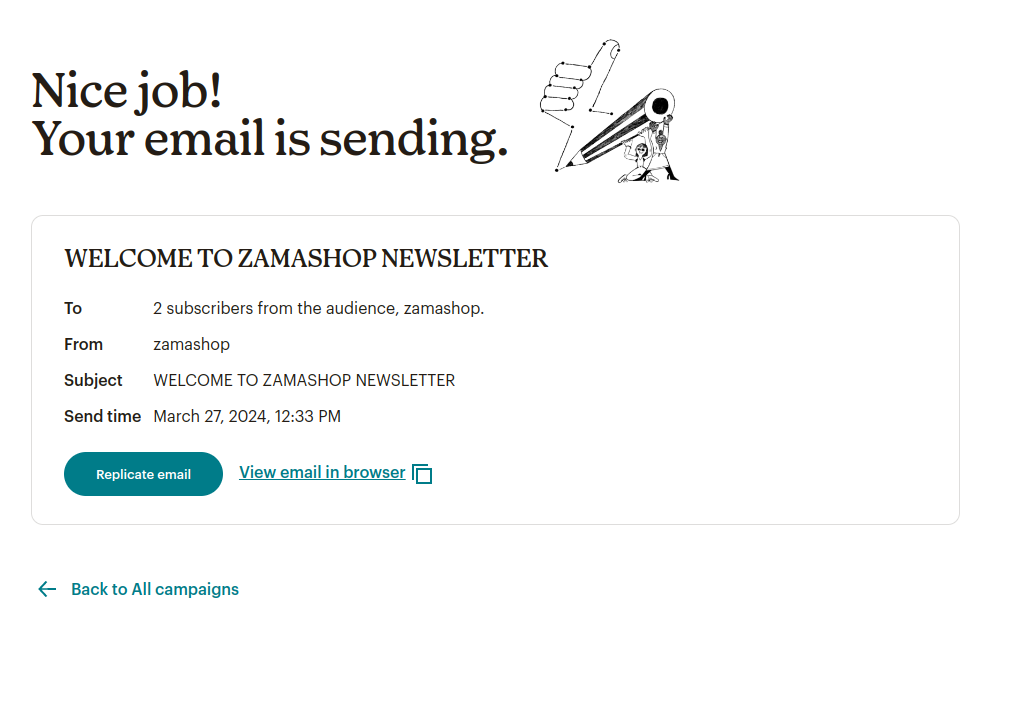 Nice job!
Your email is sending.
WELCOME TO ZAMASHOP NEWSLETTER
To 2 subscribers from the audience, zamashop.
From zamashop
Subject WELCOME TO ZAMASHOP NEWSLETTER
Send time March 27, 2024, 12:33 PM
Replicate email View email in browser
Back to All campaigns